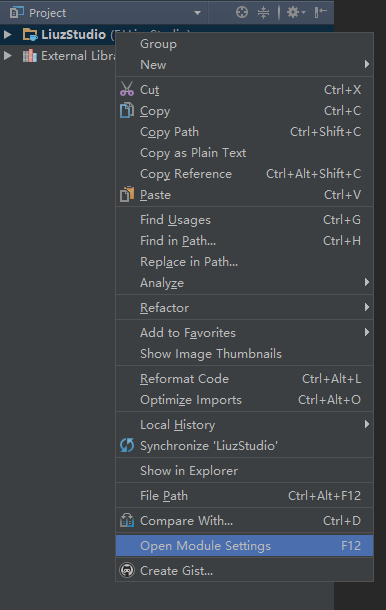 Project
LiuzStudio
External Libra
Group
New
Cut Ctrl+X
Copy Ctrl+C
Copy Path Ctrl+Shift+C
Copy as Plain Text
Copy Reference Ctrl+Alt+Shift+C
Paste Ctrl+V
Find Usages Ctrl+G
Find in Path... Ctrl+H
Replace in Path...
Analyze
Refactor
Add to Favorites
Show Image Thumbnails
Reformat Code Ctrl+Alt+L
Optimize Imports Ctrl+Alt+O
Local History
Synchronize 'LiuzStudio'
Show in Explorer
File Path Ctrl+Alt+F12
Compare With... Ctrl+D
Open Module Settings F12
Create Gist...